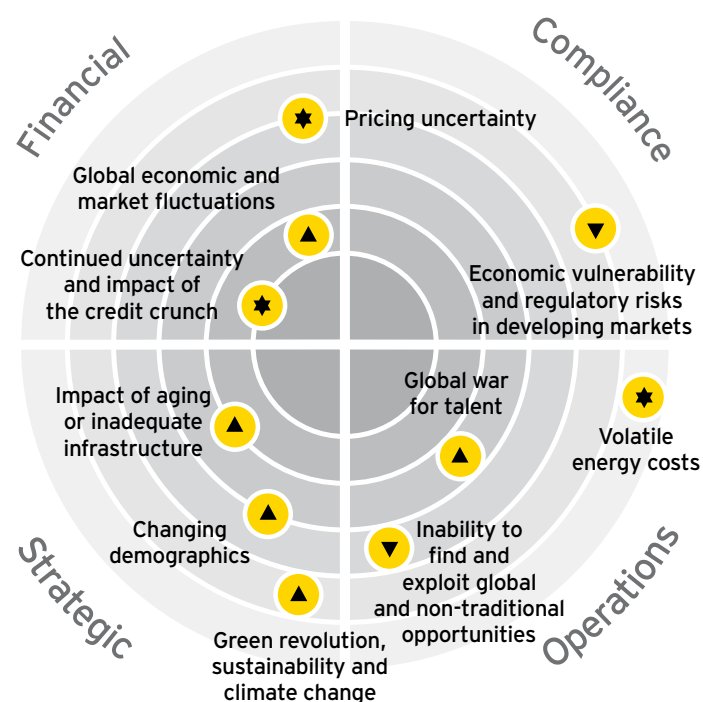 Financial
Compliance
Pricing uncertainty
Global economic and
market fluctuations
Continued uncertainty
and impact of
the credit crunch
Economic vulnerability
and regulatory risks
in developing markets
Impact of aging
or inadequate
infrastructure
Global war
for talent
Volatile
energy costs
Changing
demographics
Inability to
find and
exploit global
and non-traditional
opportunities
Green revolution,
sustainability and
climate change
Strategic
Operations